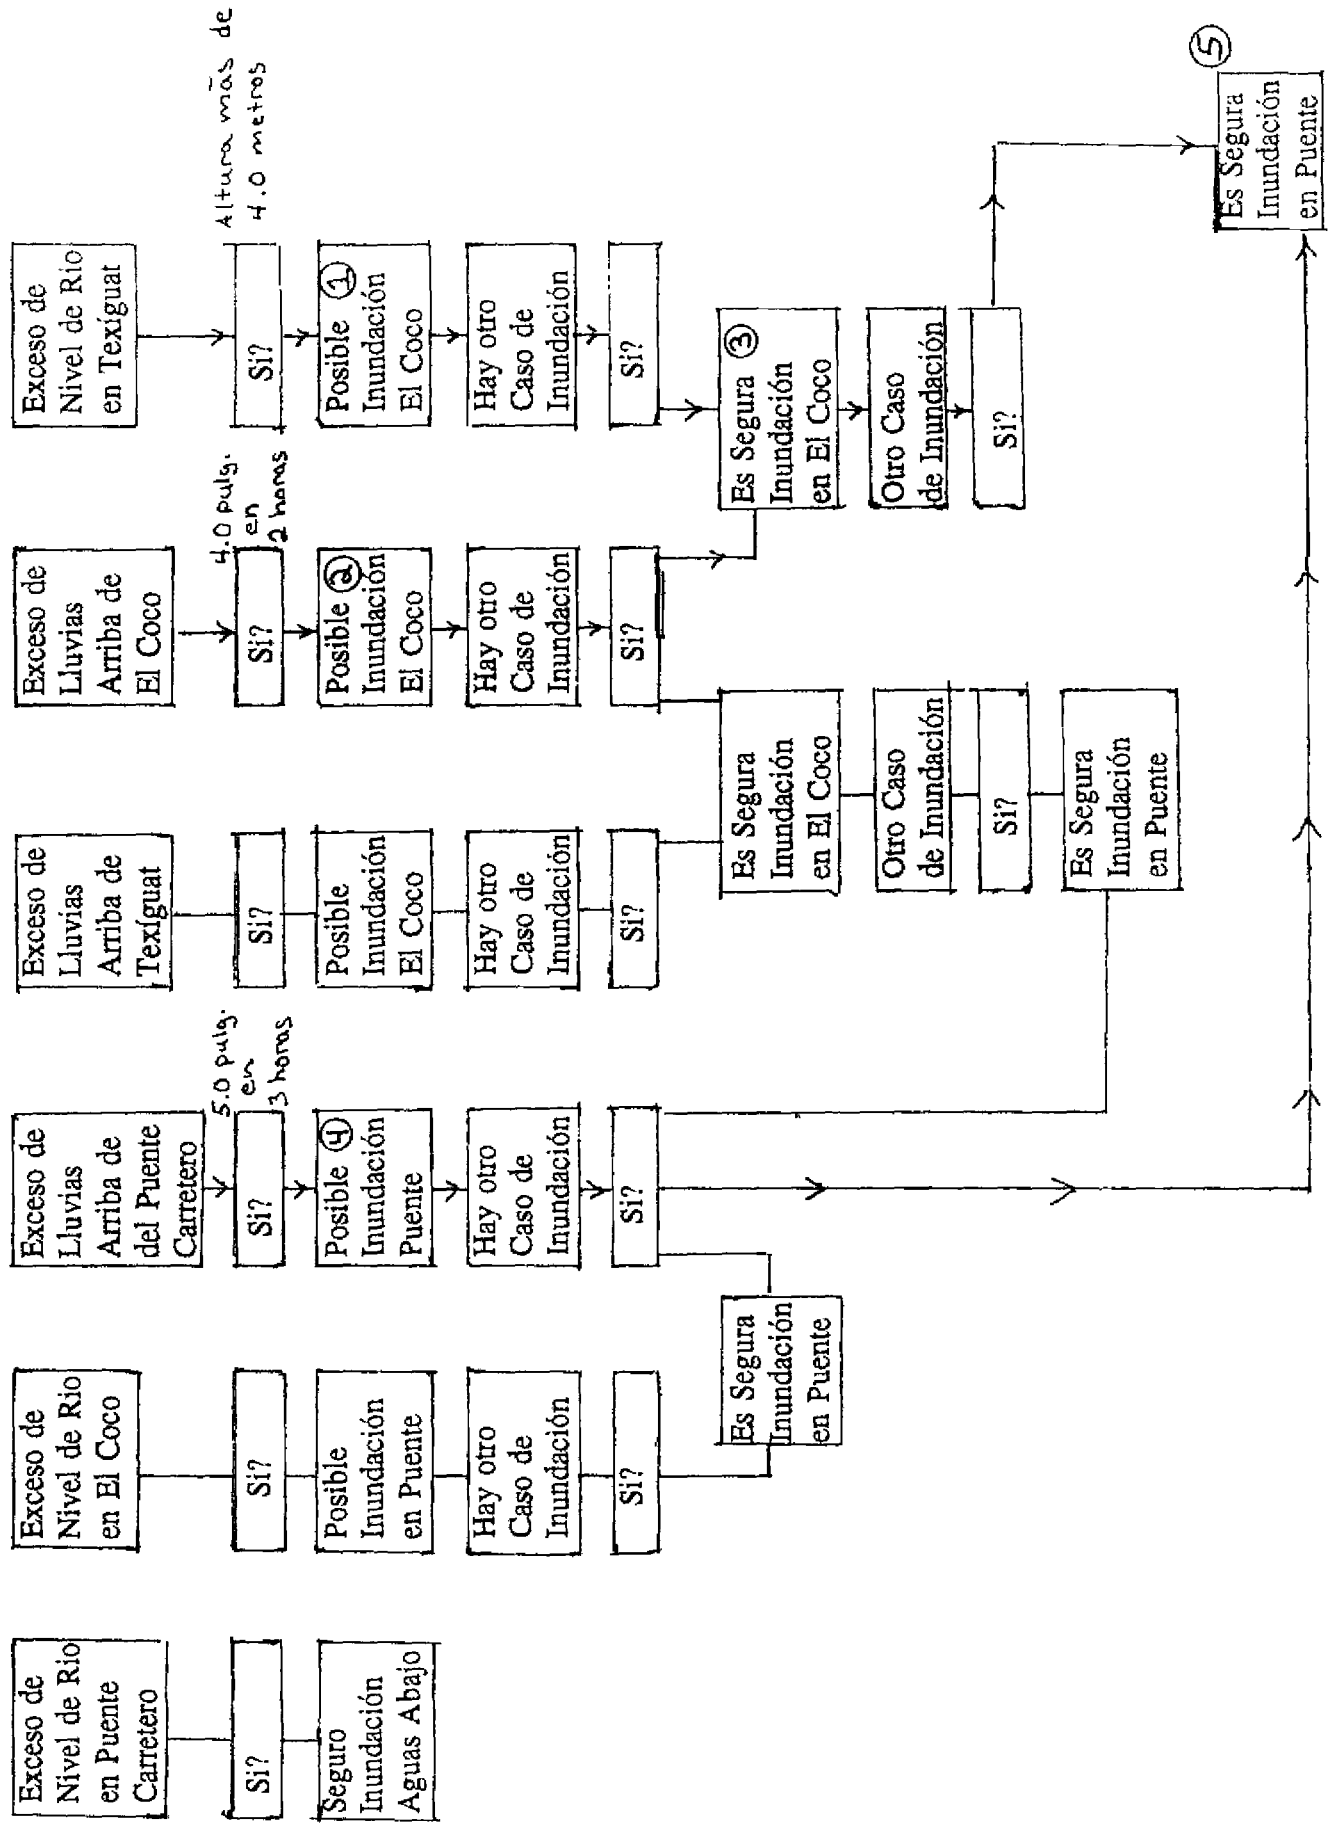 Exceso de
Nivel de Rio
en Puente
Carretero
Si?
Seguro
Inundación
Aguas Abajo
Exceso de
Nivel de Rio
en El Coco
Si?
Posible
Inundación
en Puente
Hay otro
Caso de
Inundación
Si?
Es Segura
Inundación
en Puente
Exceso de
Lluvias
Arriba de
del Puente
Carretero
5.0 pulg.
en
3 horas
Si?
Posible ④
Inundación
Puente
Hay otro
Caso de
Inundación
Si?
Exceso de
Lluvias
Arriba de
Texíguat
Si?
Posible
Inundación
El Coco
Hay otro
Caso de
Inundación
Si?
Es Segura
Inundación
en El Coco
Otro Caso
de Inundación
Si?
Es Segura
Inundación
en Puente
Exceso de
Lluvias
Arriba de
El Coco
4.0 pulg.
en
2 horas
Si?
Posible ②
Inundación
El Coco
Hay otro
Caso de
Inundación
Si?
Exceso de
Nivel de Rio
en Texíguat
Altura más de
4.0 metros
Si?
Posible ①
Inundación
El Coco
Hay otro
Caso de
Inundación
Si?
Es Segura ③
Inundación
en El Coco
Otro Caso
de Inundación
Si?
⑤
Es Segura
Inundación
en Puente